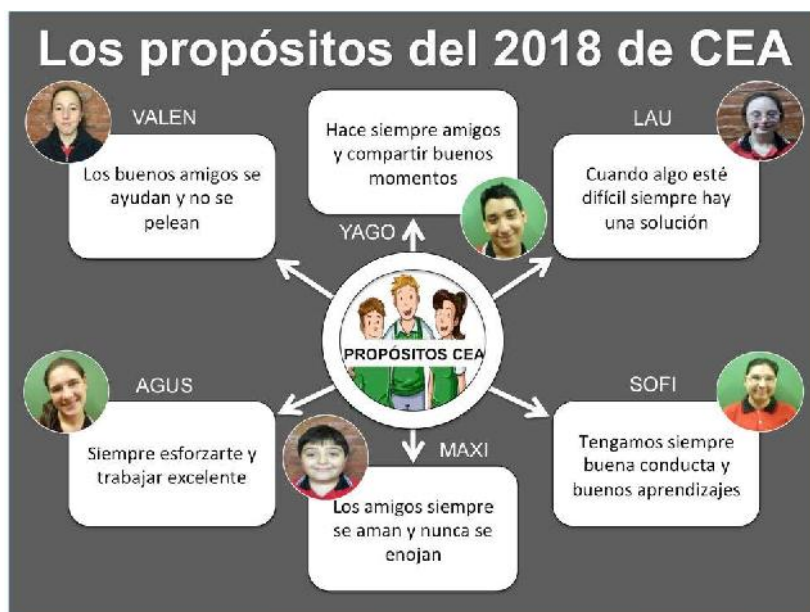 Los propósitos del 2018 de CEA
VALEN
Los buenos amigos se
ayudan y no se
pelean
Hace siempre amigos
y compartir buenos
momentos
YAGO
LAU
Cuando algo esté
difícil siempre hay
una solución
PROPÓSITOS CEA
AGUS
Siempre esforzarte y
trabajar excelente
MAXI
Los amigos siempre
se aman y nunca se
enojan
SOFI
Tengamos siempre
buena conducta y
buenos aprendizajes